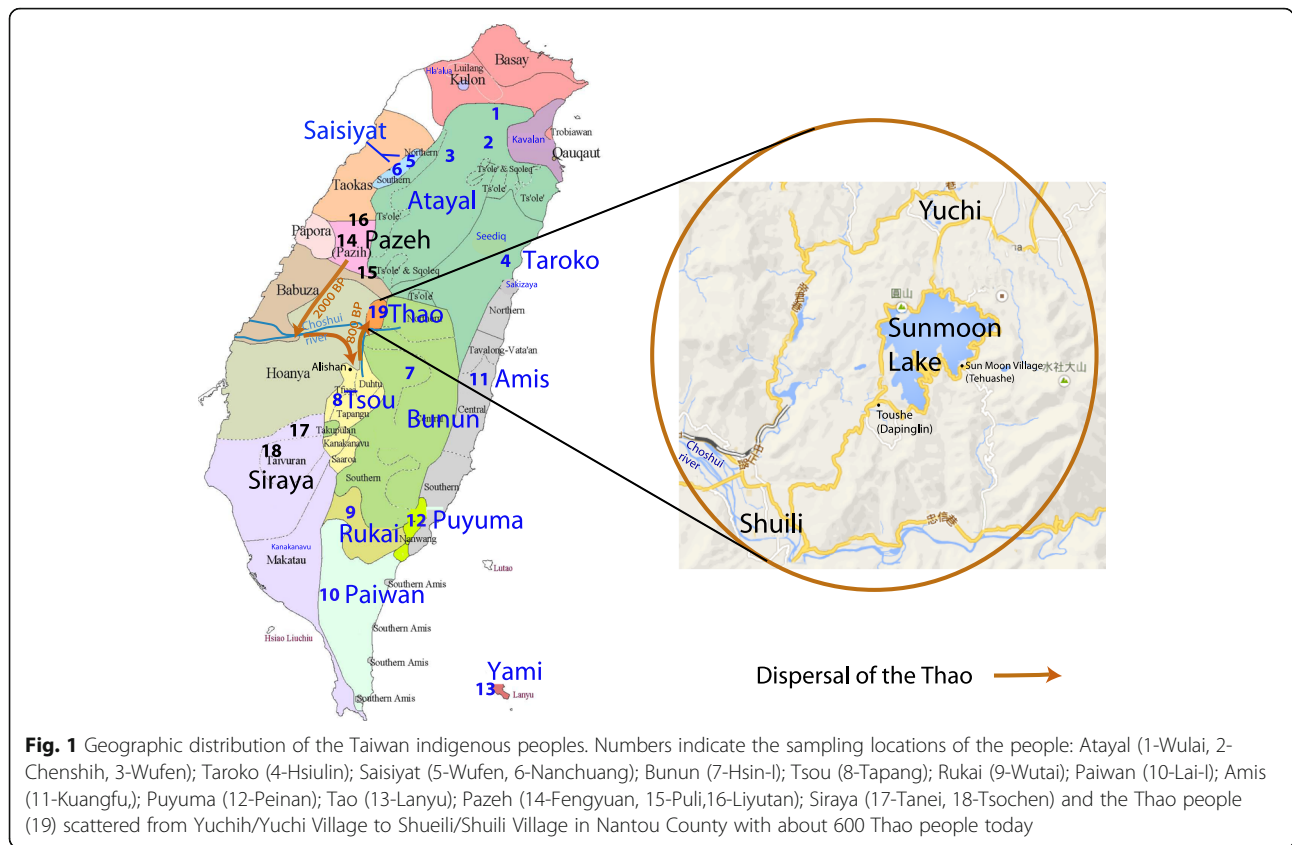 Basay
Luilang
Hla'alua
Kulon
1
Trobiawan
Kavalan
Qauqaut
2
3
Saisiyat
Northern
5
6
Southern
Ts'ole' & Sqoleq
Ts'ole'
Ts'ole'
Taokas
Atayal
Ts'ole'
16
Papora
14
Pazeh
(Pazih)
Seediq
4
Taroko
15
Ts'ole' & Sqoleq
Sakizaya
Babuza
2000 BP
Ts'ole'
Northern
19
Thao
Northern
800 BP
Choshui
river
Tavalong-Vata'an
Hoanya
Alishan
Duhtu
7
11
Amis
8
Tsou
Tapangu
Central
Bunun
Central
17
Takupulan
Kanakanavu
18
Taivuran
Saaroa
Siraya
Southern
Southern
9
12
Puyuma
Rukai
Nanwang
Kanakanavu
Makatau
Lutao
10
Paiwan
Southern Amis
Hsiao Liuchiu
Southern Amis
Southern Amis
Southern Amis
Yami
13
Lanyu
Yuchi
圓山
Sunmoon
Lake
Sun Moon Village
(Tehuashe)
水社大山
Toushe
(Dapinglin)
Choshui
river
Shuili
Dispersal of the Thao
Fig. 1 Geographic distribution of the Taiwan indigenous peoples. Numbers indicate the sampling locations of the people: Atayal (1-Wulai, 2-
Chenshih, 3-Wufen); Taroko (4-Hsiulin); Saisiyat (5-Wufen, 6-Nanchuang); Bunun (7-Hsin-I); Tsou (8-Tapang); Rukai (9-Wutai); Paiwan (10-Lai-I); Amis
(11-Kuangfu,); Puyuma (12-Peinan); Tao (13-Lanyu); Pazeh (14-Fengyuan, 15-Puli,16-Liyutan); Siraya (17-Tanei, 18-Tsochen) and the Thao people
(19) scattered from Yuchih/Yuchi Village to Shueili/Shuili Village in Nantou County with about 600 Thao people today